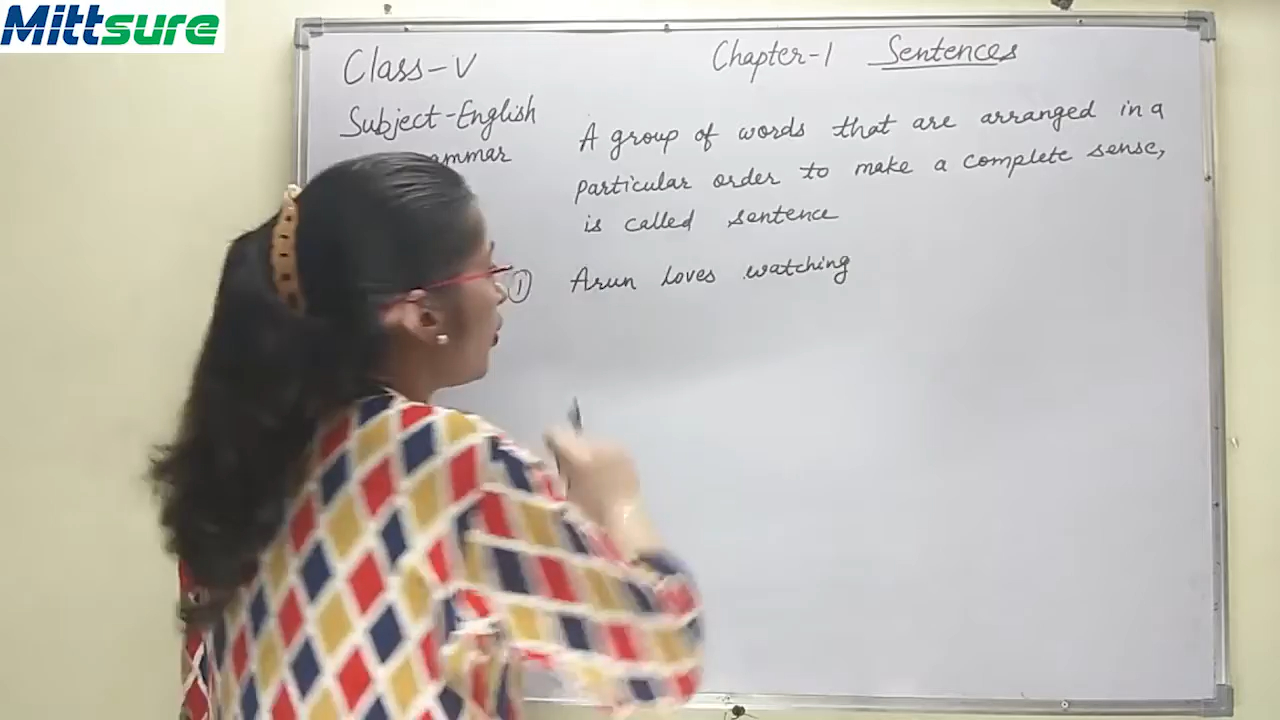 Mittsure
Class-V
Chapter-1 Sentences
Subject-English
A group of words that are arranged in a
particular order to make a complete sense,
is called sentence
① Arun loves watching